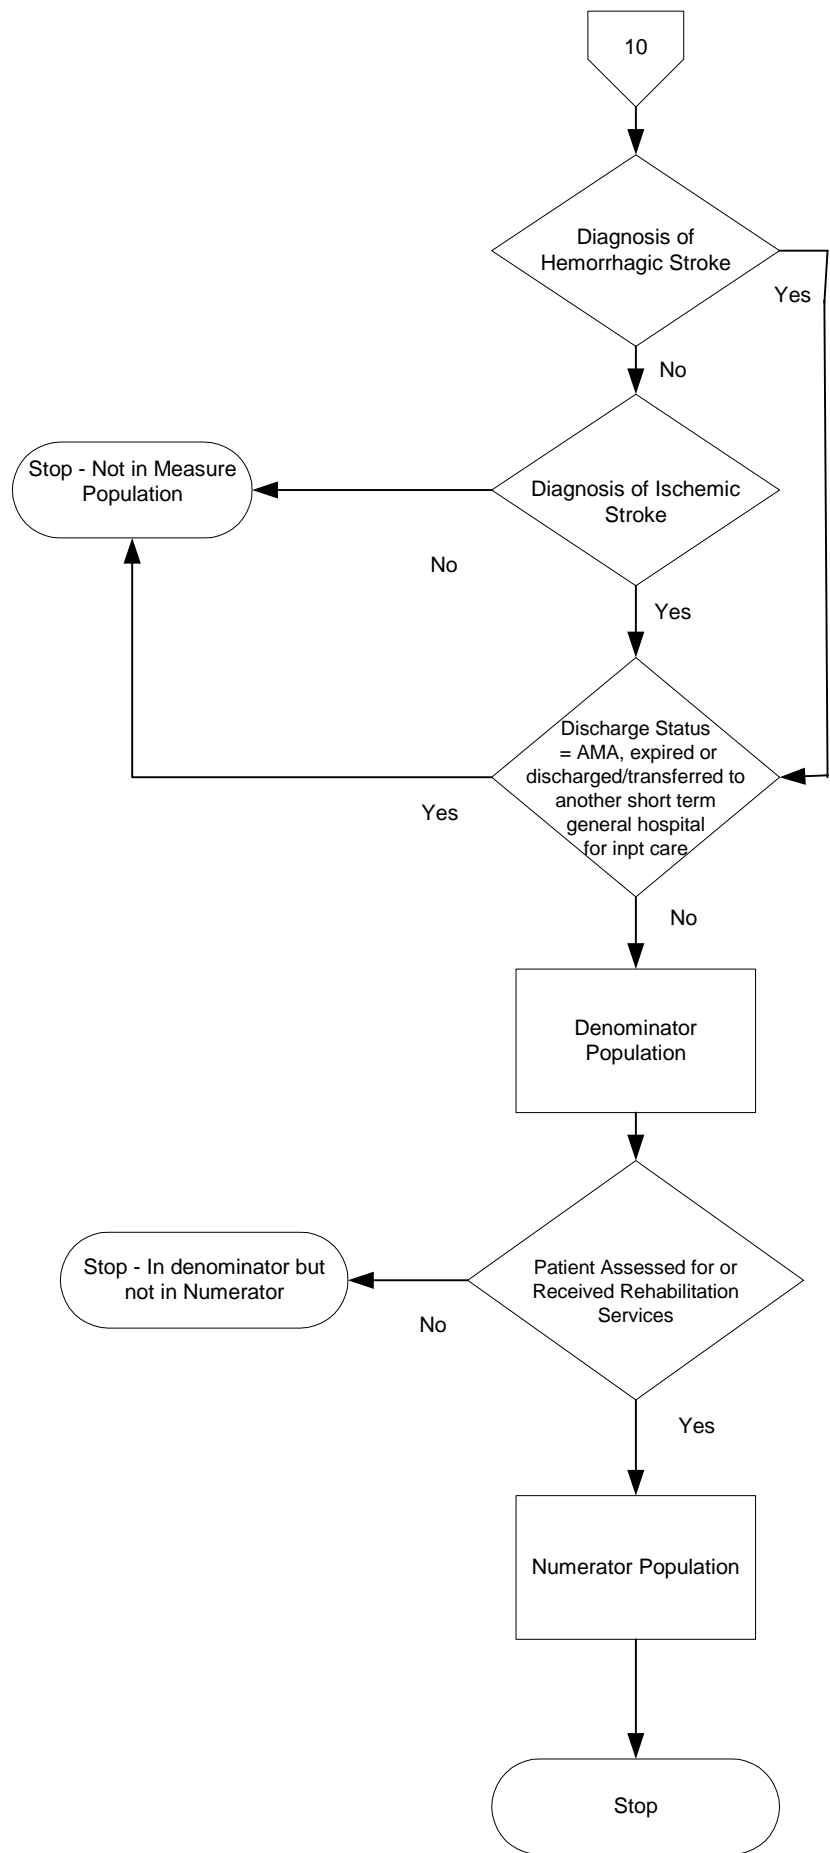 10
Diagnosis of
Hemorrhagic Stroke
Yes
No
Stop - Not in Measure
Population
Diagnosis of Ischemic
Stroke
No
Yes
Discharge Status
= AMA, expired or
discharged/transferred to
another short term
general hospital
for inpt care
Yes
No
Denominator
Population
Stop - In denominator but
not in Numerator
Patient Assessed for or
Received Rehabilitation
Services
No
Yes
Numerator Population
Stop